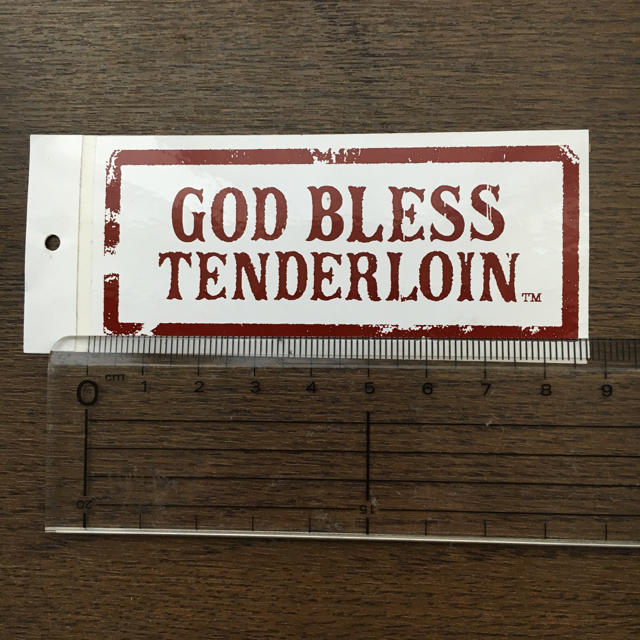 GOD BLESS
TENDERLOIN™
0 cm 1 2 3 4 5 6 7 8 9
20 15